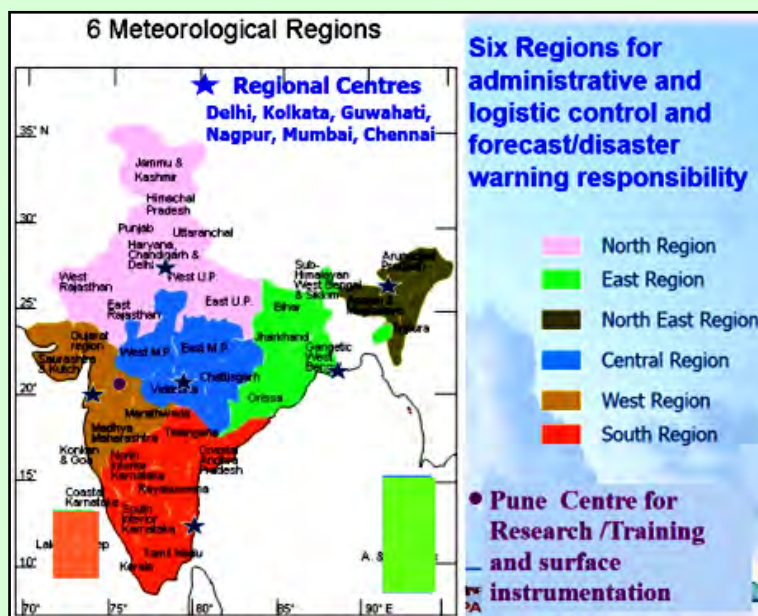 6 Meteorological Regions
Regional Centres
Delhi, Kolkata, Guwahati,
Nagpur, Mumbai, Chennai
35° N
30°
25°
20°
15°
10°
70°
75°
80°
85°
90° E
Jammu &
Kashmir
Himachal
Pradesh
Punjab
Uttaranchal
Haryana,
Chandigarh &
Delhi
West U.P.
West
Rajasthan
East
Rajasthan
East U.P.
Sub-
Himalayan
West Bengal
& Sikkim
Arunachal
Pradesh
Bihar
Tripura
Jharkhand
Gangetic
West
Bengal
Gujarat
region
Saurashtra
& Kutch
West M.P.
East M.P.
Chattisgarh
Vidarbha
Orissa
Marathwada
Madhya
Maharashtra
Telangana
Konkan
& Goa
North
Interior
Karnataka
Coastal
Andhra
Pradesh
Rayalaseema
Coastal
Karnataka
South
Interior
Karnataka
Tamil Nadu
Kerala
A. &
Six Regions for
administrative and
logistic control and
forecast/disaster
warning responsibility
North Region
East Region
North East Region
Central Region
West Region
South Region
• Pune Centre for
Research /Training
and surface
instrumentation